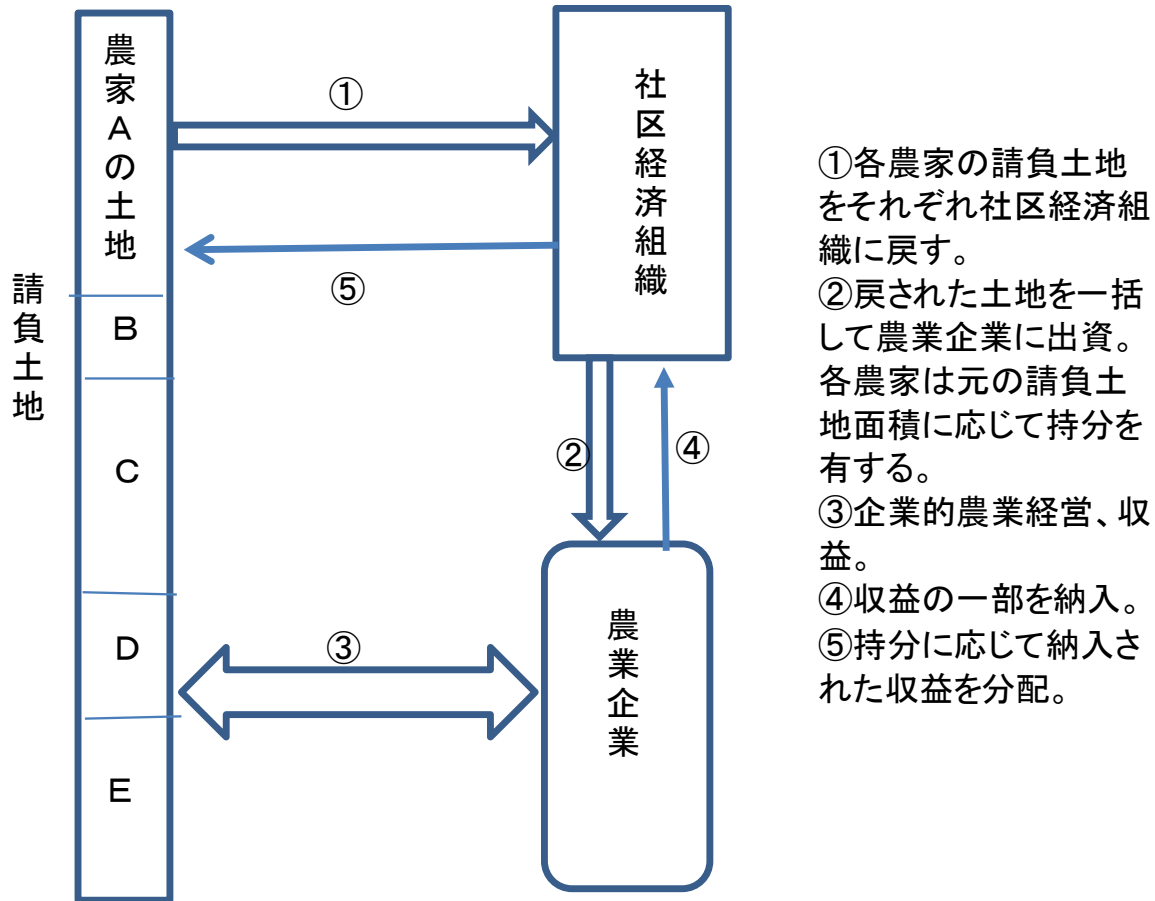 請負土地
農家Aの土地
B
C
D
E
①
⑤
社区経済組織
②
④
③
農業企業
①各農家の請負土地
をそれぞれ社区経済組
織に戻す。
②戻された土地を一括
して農業企業に出資。
各農家は元の請負土
地面積に応じて持分を
有する。
③企業的農業経営、収
益。
④収益の一部を納入。
⑤持分に応じて納入さ
れた収益を分配。